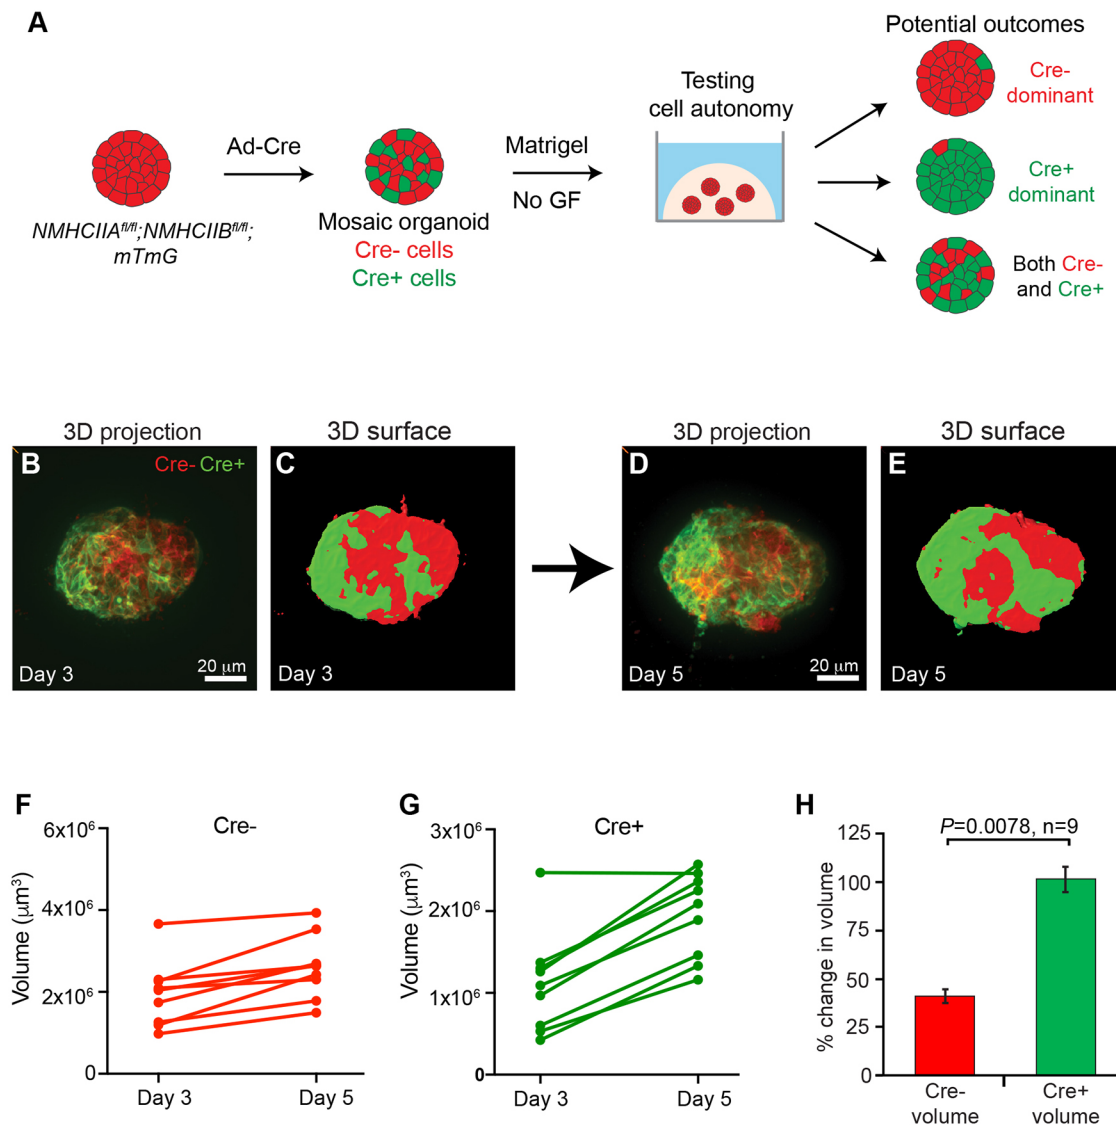 A
Potential outcomes
Ad-Cre
NMHCIIAfl/fl;NMHCIIBfl/fl;
mTmG
Mosaic organoid
Cre- cells
Cre+ cells
Matrigel
No GF
Testing
cell autonomy
Cre-
dominant
Cre+
dominant
Both Cre-
and Cre+
3D projection
B
Cre- Cre+
Day 3
20 µm
3D surface
C
Day 3
3D projection
D
Day 5
20 µm
3D surface
E
Day 5
F
Cre-
Volume (µm³)
6x10⁶
4x10⁶
2x10⁶
0
Day 3
Day 5
G
Cre+
Volume (µm³)
3x10⁶
2x10⁶
1x10⁶
0
Day 3
Day 5
H
P=0.0078, n=9
% change in volume
125
100
75
50
25
0
Cre-
volume
Cre+
volume